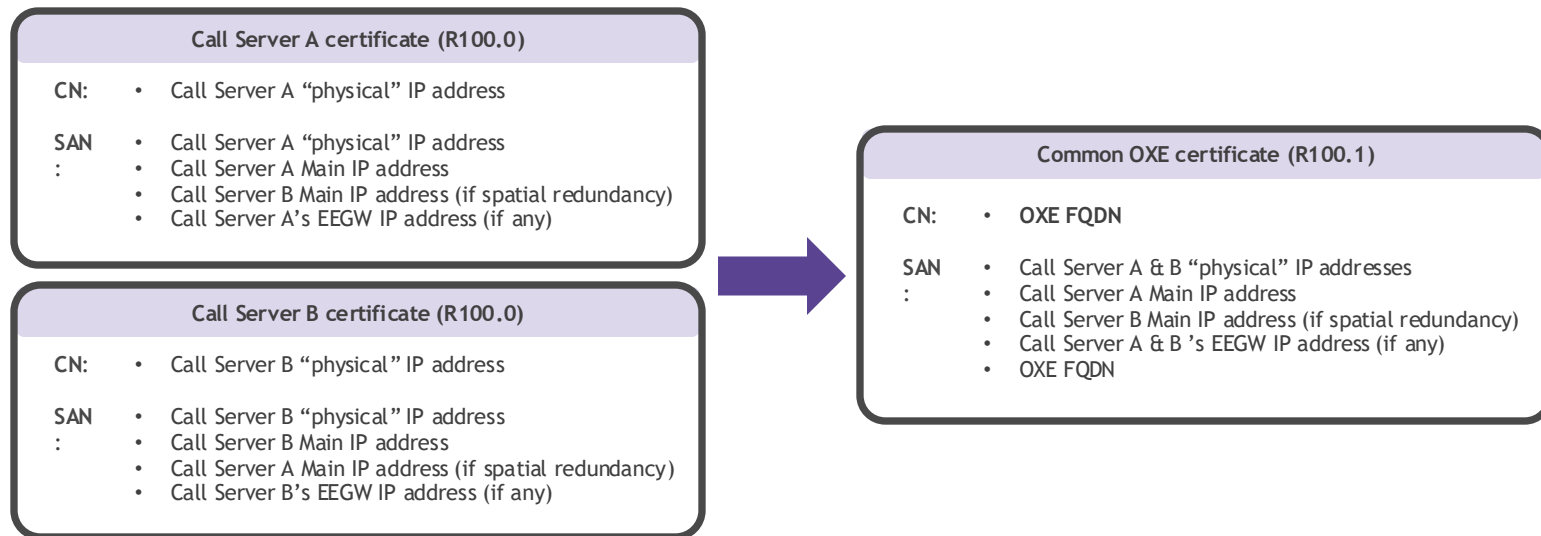 Call Server A certificate (R100.0)
CN: • Call Server A “physical” IP address
SAN • Call Server A “physical” IP address
: • Call Server A Main IP address
• Call Server B Main IP address (if spatial redundancy)
• Call Server A’s EEGW IP address (if any)
Call Server B certificate (R100.0)
CN: • Call Server B “physical” IP address
SAN • Call Server B “physical” IP address
: • Call Server B Main IP address
• Call Server A Main IP address (if spatial redundancy)
• Call Server B’s EEGW IP address (if any)
Common OXE certificate (R100.1)
CN: • OXE FQDN
SAN • Call Server A & B “physical” IP addresses
: • Call Server A Main IP address
• Call Server B Main IP address (if spatial redundancy)
• Call Server A & B ’s EEGW IP address (if any)
• OXE FQDN